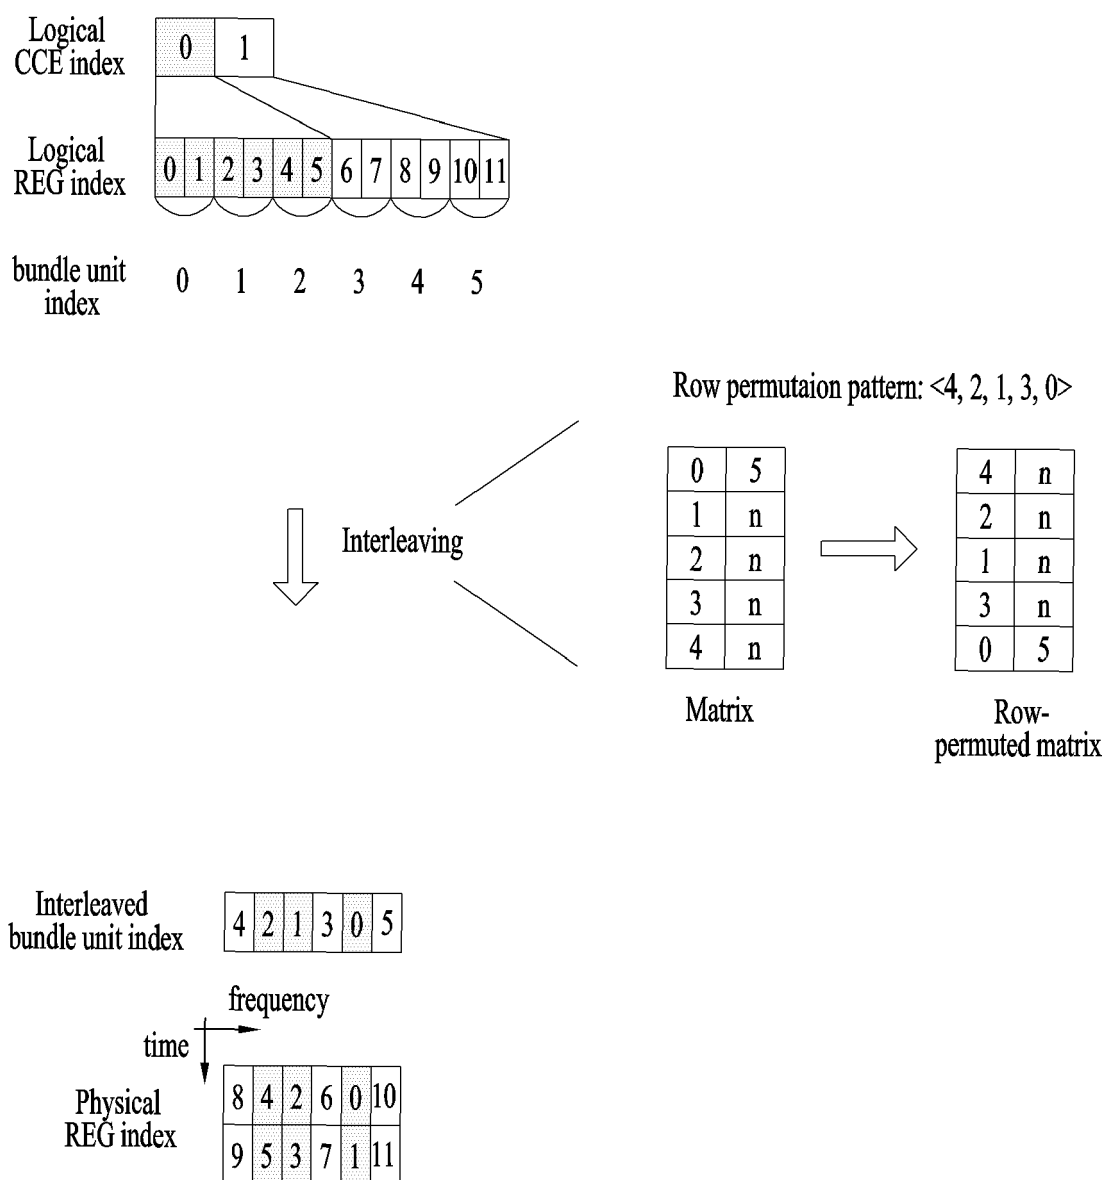 Logical
CCE index
0 1
Logical
REG index
0 1 2 3 4 5 6 7 8 9 10 11
bundle unit
index
0 1 2 3 4 5
Row permutaion pattern: <4, 2, 1, 3, 0>
Interleaving
0 5
1 n
2 n
3 n
4 n
Matrix
4 n
2 n
1 n
3 n
0 5
Row-
permuted matrix
Interleaved
bundle unit index
4 2 1 3 0 5
frequency
time
Physical
REG index
8 4 2 6 0 10
9 5 3 7 1 11